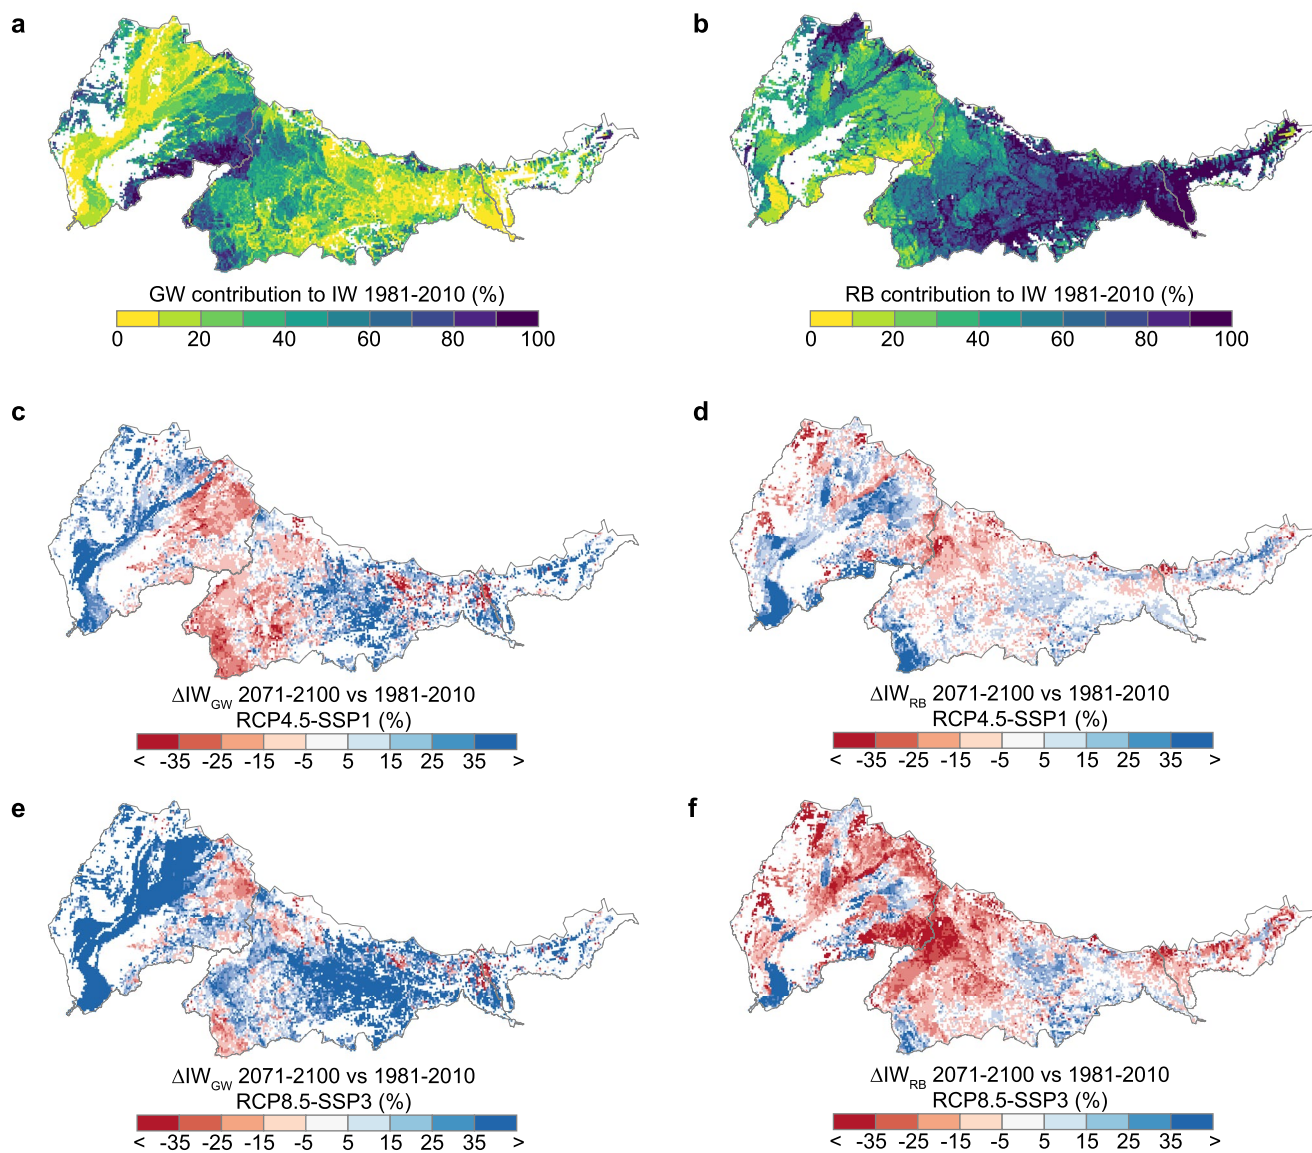 a
b
GW contribution to IW 1981-2010 (%)
0 20 40 60 80 100
RB contribution to IW 1981-2010 (%)
0 20 40 60 80 100
c
d
ΔIW_GW 2071-2100 vs 1981-2010
RCP4.5-SSP1 (%)
< -35 -25 -15 -5 5 15 25 35 >
ΔIW_RB 2071-2100 vs 1981-2010
RCP4.5-SSP1 (%)
< -35 -25 -15 -5 5 15 25 35 >
e
f
ΔIW_GW 2071-2100 vs 1981-2010
RCP8.5-SSP3 (%)
< -35 -25 -15 -5 5 15 25 35 >
ΔIW_RB 2071-2100 vs 1981-2010
RCP8.5-SSP3 (%)
< -35 -25 -15 -5 5 15 25 35 >